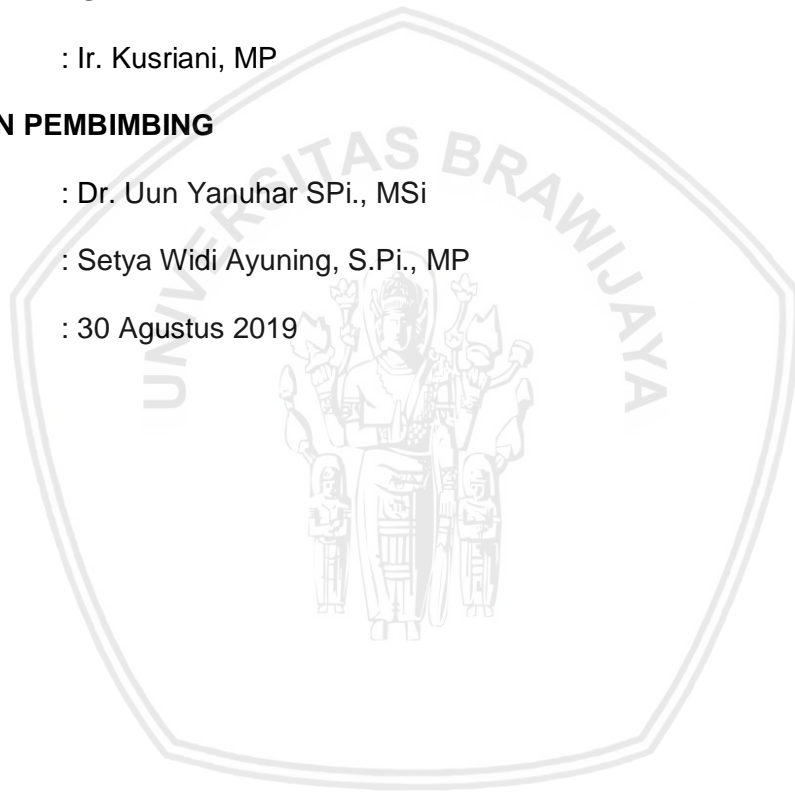 : Ir. Kusriani, MP
N PEMBIMBING
: Dr. Uun Yanuhar SPi., MSi
: Setya Widi Ayuning, S.Pi., MP
: 30 Agustus 2019
UNIVERSITAS BRAWIJAYA